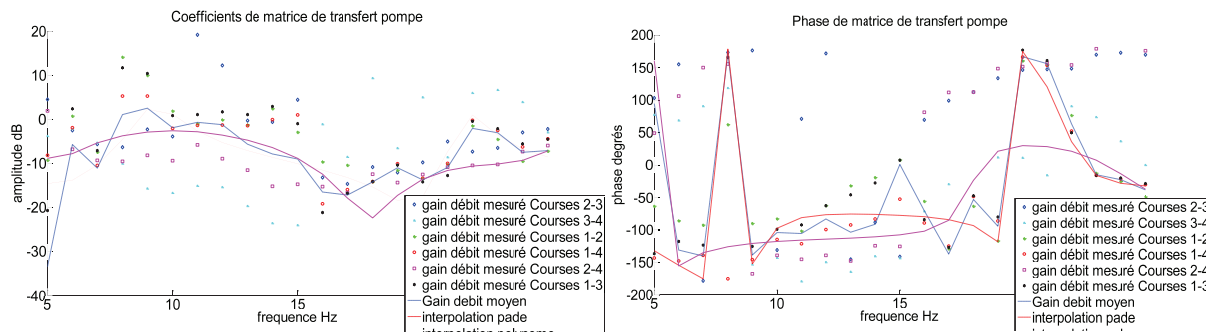 Coefficients de matrice de transfert pompe
amplitude dB
20
10
0
-10
-20
-30
-40
5
10
15
frequence Hz
gain débit mesuré Courses 2-3
gain débit mesuré Courses 3-4
gain débit mesuré Courses 1-2
gain débit mesuré Courses 1-4
gain débit mesuré Courses 2-4
gain débit mesuré Courses 1-3
Gain debit moyen
interpolation pade
Phase de matrice de transfert pompe
phase degrés
200
150
100
50
0
-50
-100
-150
-200
5
10
15
frequence Hz
gain débit mesuré Courses 2-3
gain débit mesuré Courses 3-4
gain débit mesuré Courses 1-2
gain débit mesuré Courses 1-4
gain débit mesuré Courses 2-4
gain débit mesuré Courses 1-3
Gain debit moyen
interpolation pade